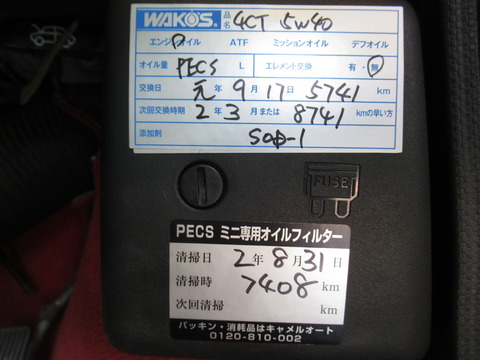 WAKO'S 品名 4CT 5W40
エンジンオイル ATF ミッションオイル デフオイル
オイル量 PECS L エレメント交換 有・無
交換日 元年 9月 17日 5741 km
次回交換時期 2年 3月または 8741 kmの早い方
添加剤 SOD-1
FUSE
PECS ミニ専用オイルフィルター
清掃日 2年 8月 31日
清掃時 7408 km
次回清掃 km
パッキン・消耗品はキャメルオート
0120-810-002